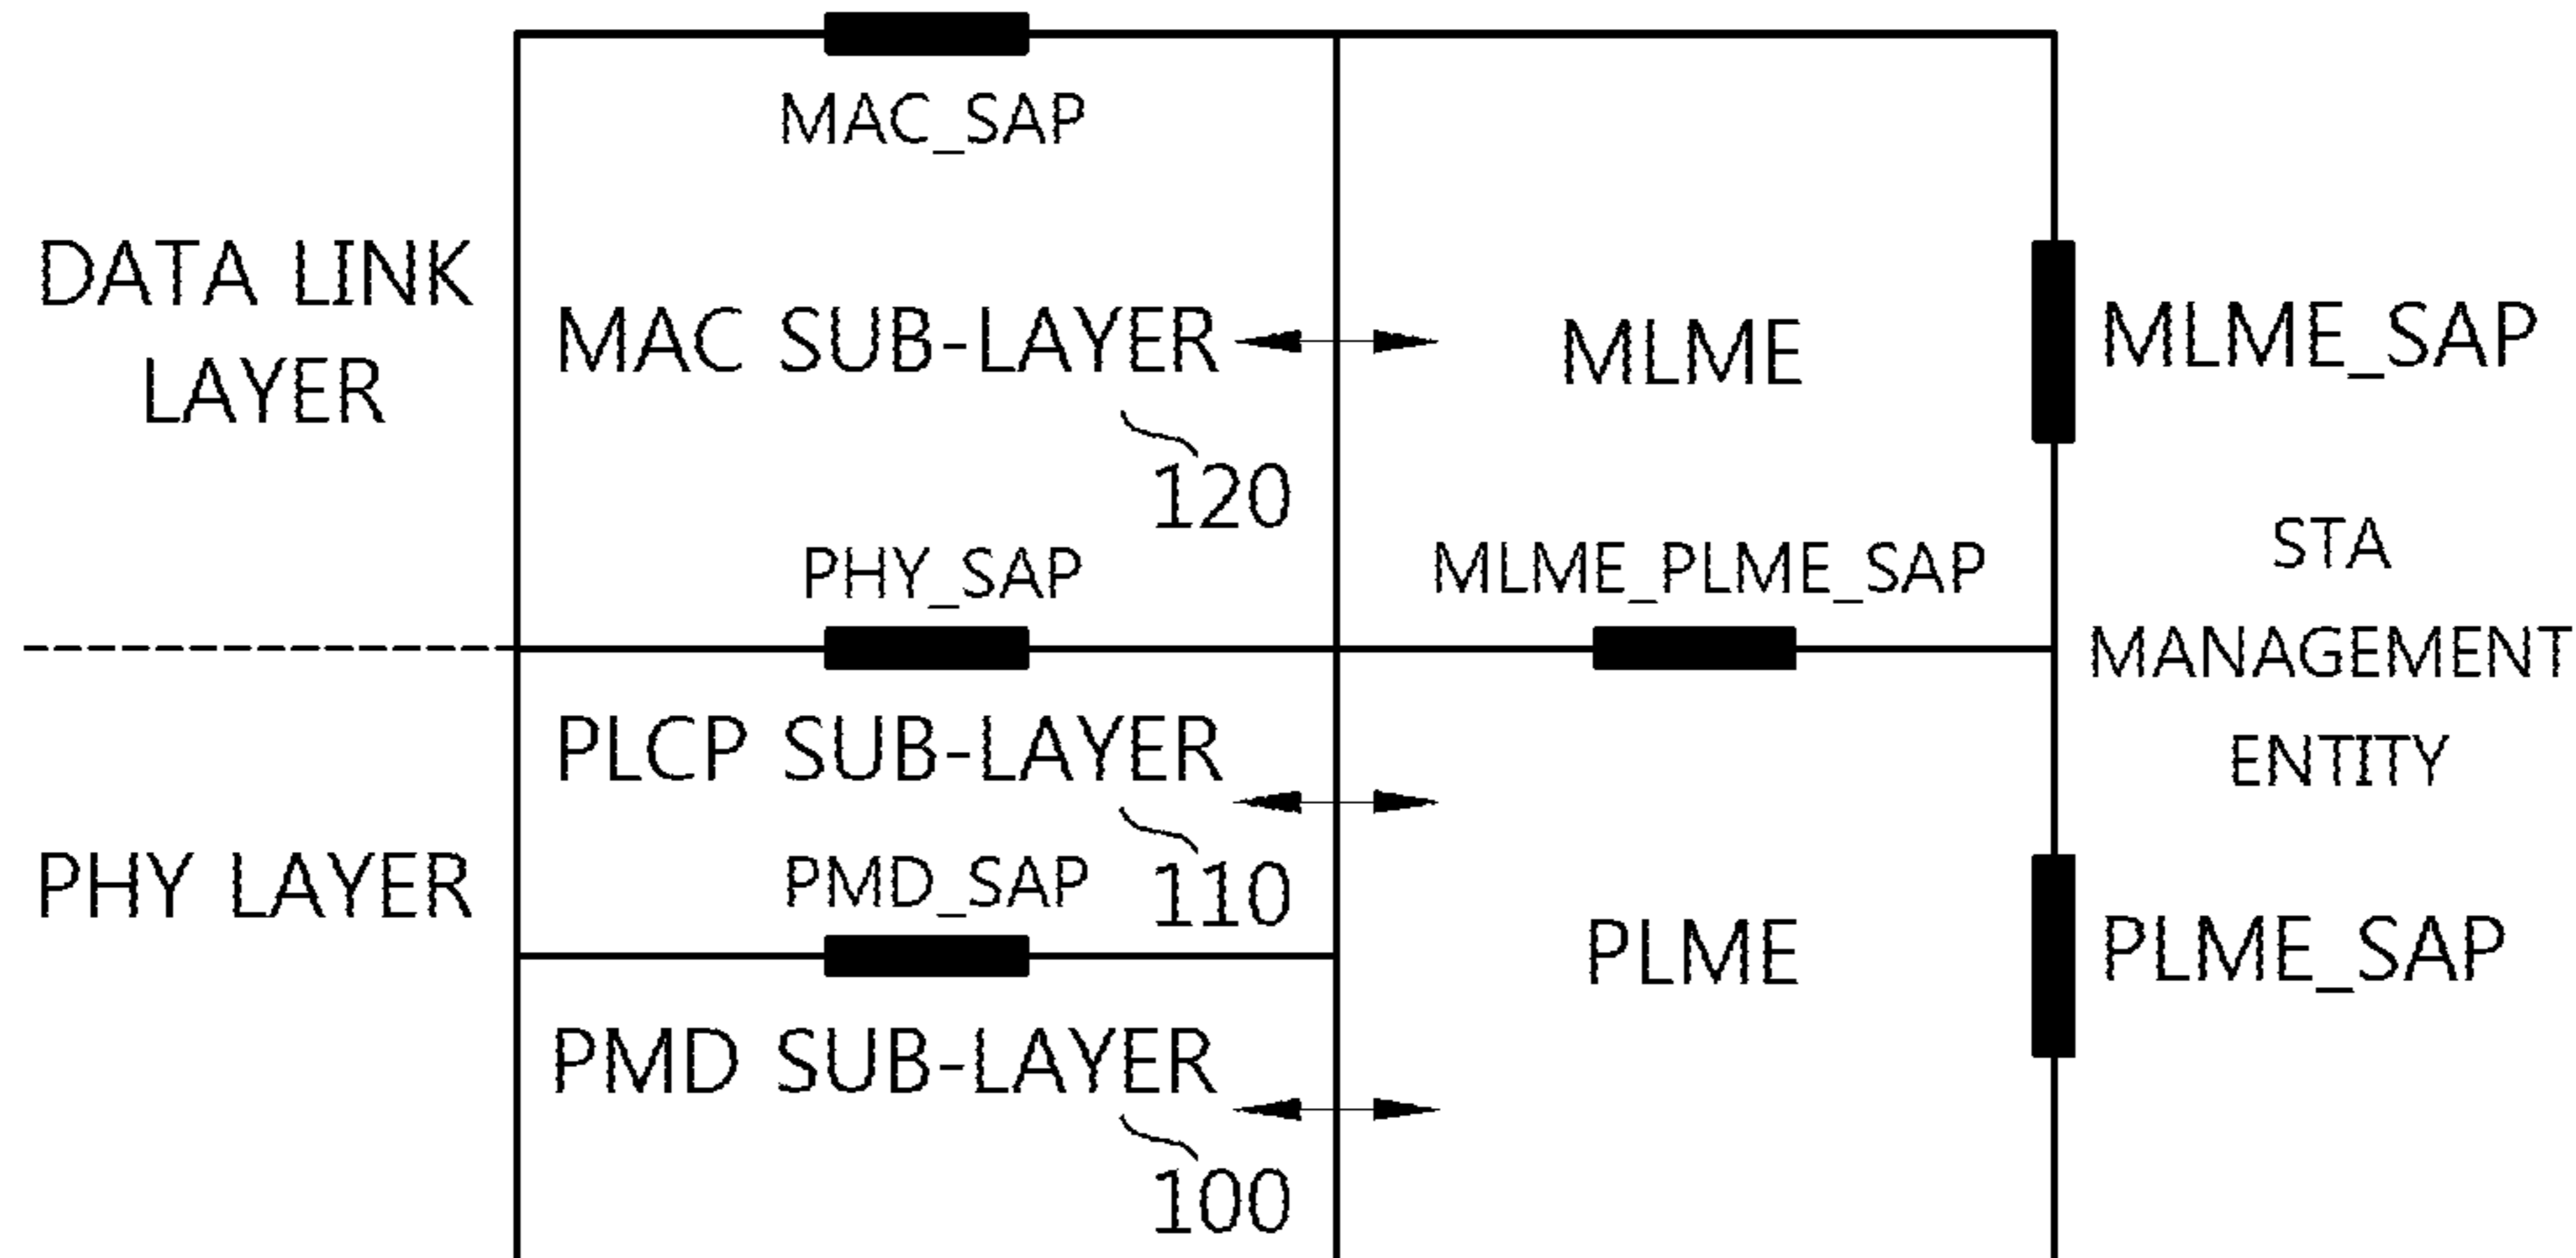 MAC_SAP
DATA LINK
LAYER
MAC SUB-LAYER
120
MLME
MLME_SAP
PHY_SAP
MLME_PLME_SAP
STA
MANAGEMENT
ENTITY
PLCP SUB-LAYER
110
PHY LAYER
PMD_SAP
PLME
PLME_SAP
PMD SUB-LAYER
100